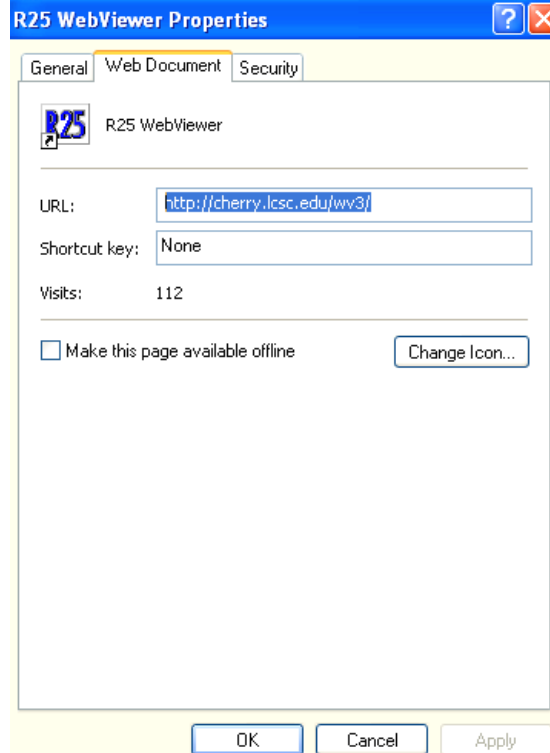 R25 WebViewer Properties
General Web Document Security
R25 R25 WebViewer
URL: http://cherry.lcsc.edu/wv3/
Shortcut key: None
Visits: 112
Make this page available offline Change Icon...
OK Cancel Apply